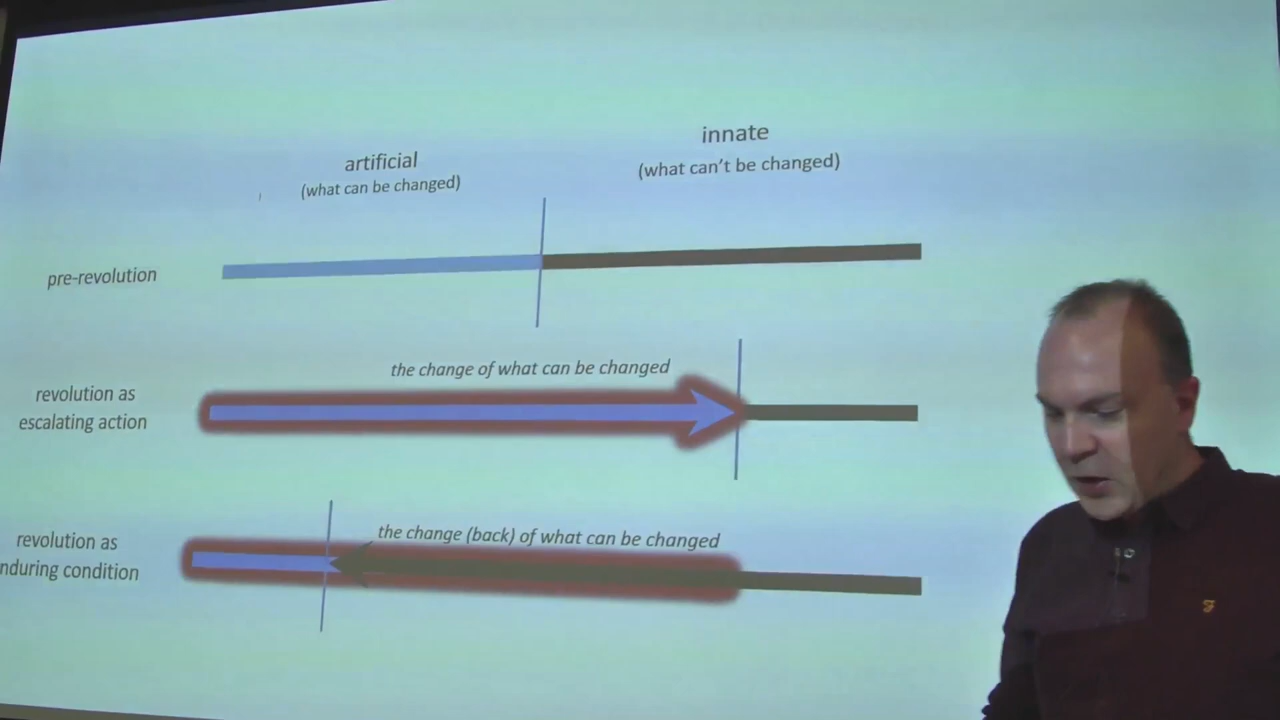 artificial
(what can be changed)
innate
(what can't be changed)
pre-revolution
the change of what can be changed
revolution as
escalating action
the change (back) of what can be changed
revolution as
nduring condition